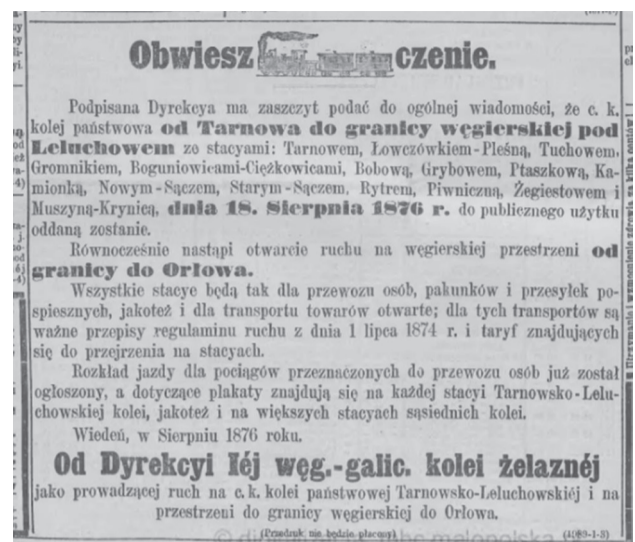 Obwieszczenie.
Podpisana Dyrekcya ma zaszczyt podać do ogólnej wiadomości, że c. k.
kolej państwowa od Tarnowa do granicy węgierskiej pod
Leluchowem ze stacyami: Tarnowem, Łowczówkiem-Pleśną, Tuchowem,
Gromnikiem, Boguniowicami-Ciężkowicami, Bobową, Grybowem, Ptaszkową, Ka-
mionką, Nowym-Sączem, Starym-Sączem, Rytrem, Piwniczną, Żegiestowem i
Muszyną-Krynicą, dnia 18. Sierpnia 1876 r. do publicznego użytku
oddaną zostanie.
Równocześnie nastąpi otwarcie ruchu na węgierskiej przestrzeni od
granicy do Orłowa.
Wszystkie stacye będą tak dla przewozu osób, pakunków i przesyłek po-
spiesznych, jakoteż i dla transportu towarów otwarte; dla tych transportów są
ważne przepisy regulaminu ruchu z dnia 1 lipca 1874 r. i taryf znajdujących
się do przejrzenia na stacyach.
Rozkład jazdy dla pociągów przeznaczonych do przewozu osób już został
ogłoszony, a dotyczące plakaty znajdują się na każdej stacyi Tarnowsko-Lelu-
chowskiej kolei, jakoteż i na większych stacyach sąsiednich kolei.
Wiedeń, w Sierpniu 1876 roku.
Od Dyrekcyi Iéj węg.-galic. kolei żelaznéj
jako prowadzącej ruch na c. k. kolei państwowej Tarnowsko-Leluchowskiéj i na
przestrzeni do granicy węgierskiej do Orłowa.
(Przedruk nie będzie płacony)